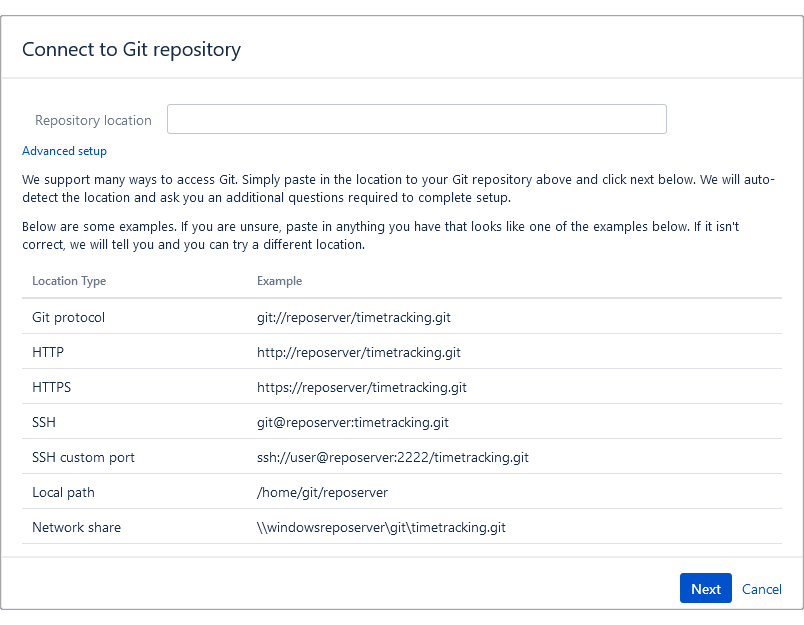 Connect to Git repository
Repository location
Advanced setup
We support many ways to access Git. Simply paste in the location to your Git repository above and click next below. We will auto-
detect the location and ask you an additional questions required to complete setup.
Below are some examples. If you are unsure, paste in anything you have that looks like one of the examples below. If it isn't
correct, we will tell you and you can try a different location.
Location Type Example
Git protocol git://reposerver/timetracking.git
HTTP http://reposerver/timetracking.git
HTTPS https://reposerver/timetracking.git
SSH git@reposerver:timetracking.git
SSH custom port ssh://user@reposerver:2222/timetracking.git
Local path /home/git/reposerver
Network share \\windowsreposerver\git\timetracking.git
Next Cancel